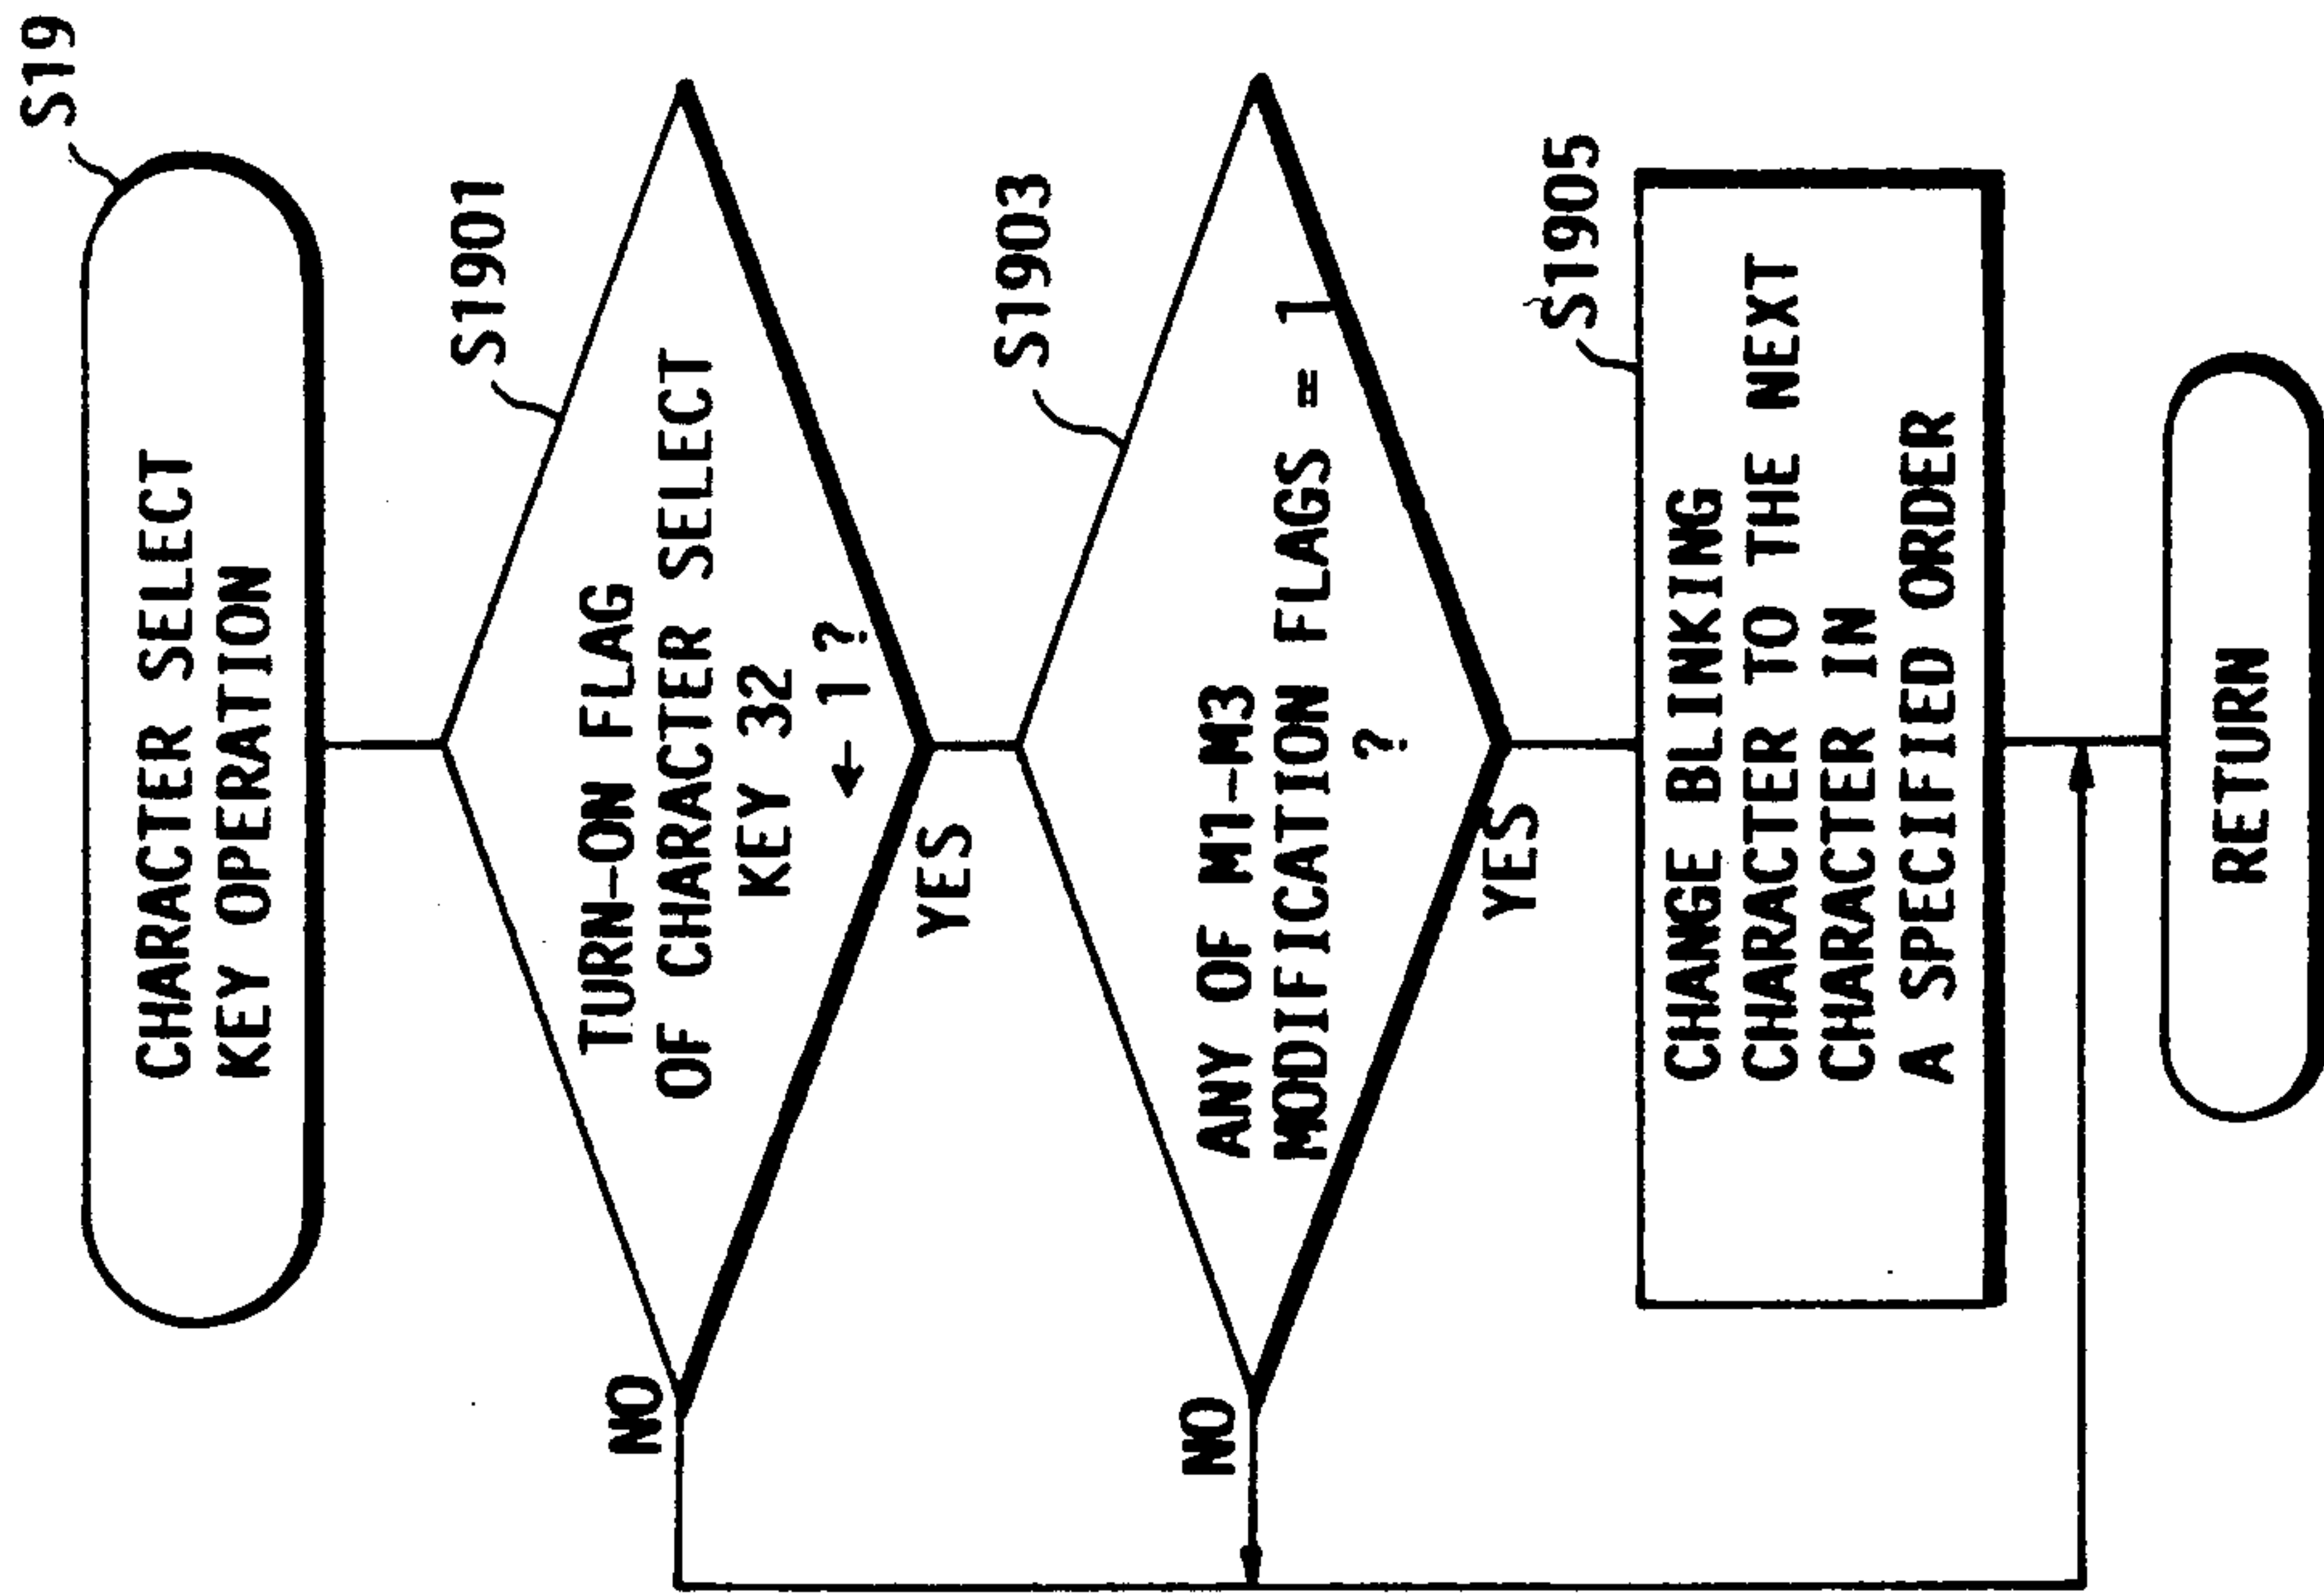 S19
CHARACTER SELECT
KEY OPERATION
S1901
TURN-ON FLAG
OF CHARACTER SELECT
KEY 32
← 1 ?
NO
YES
S1903
ANY OF M1-M3
MODIFICATION FLAGS = 1
?
NO
YES
S1905
CHANGE BLINKING
CHARACTER TO THE NEXT
CHARACTER IN
A SPECIFIED ORDER
RETURN